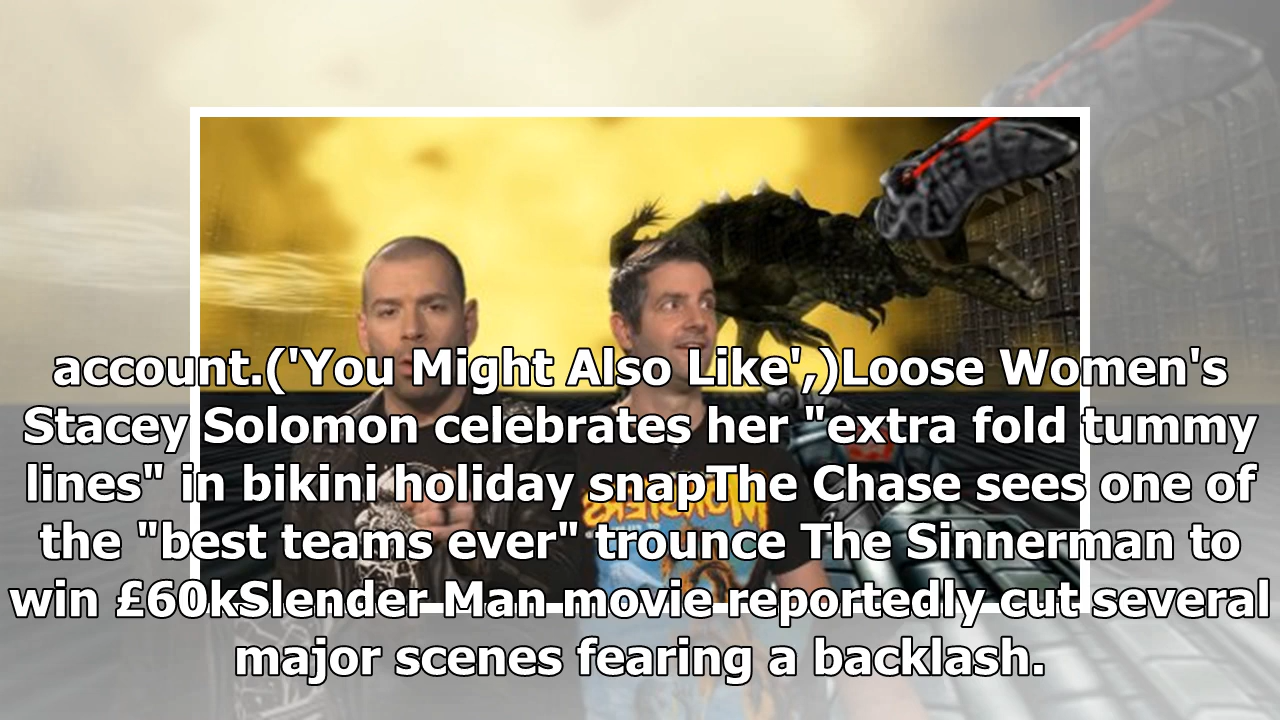 account.('You Might Also Like',)Loose Women's
Stacey Solomon celebrates her "extra fold tummy
lines" in bikini holiday snapThe Chase sees one of
the "best teams ever" trounce The Sinnerman to
win £60kSlender Man movie reportedly cut several
major scenes fearing a backlash.
MONSTERS